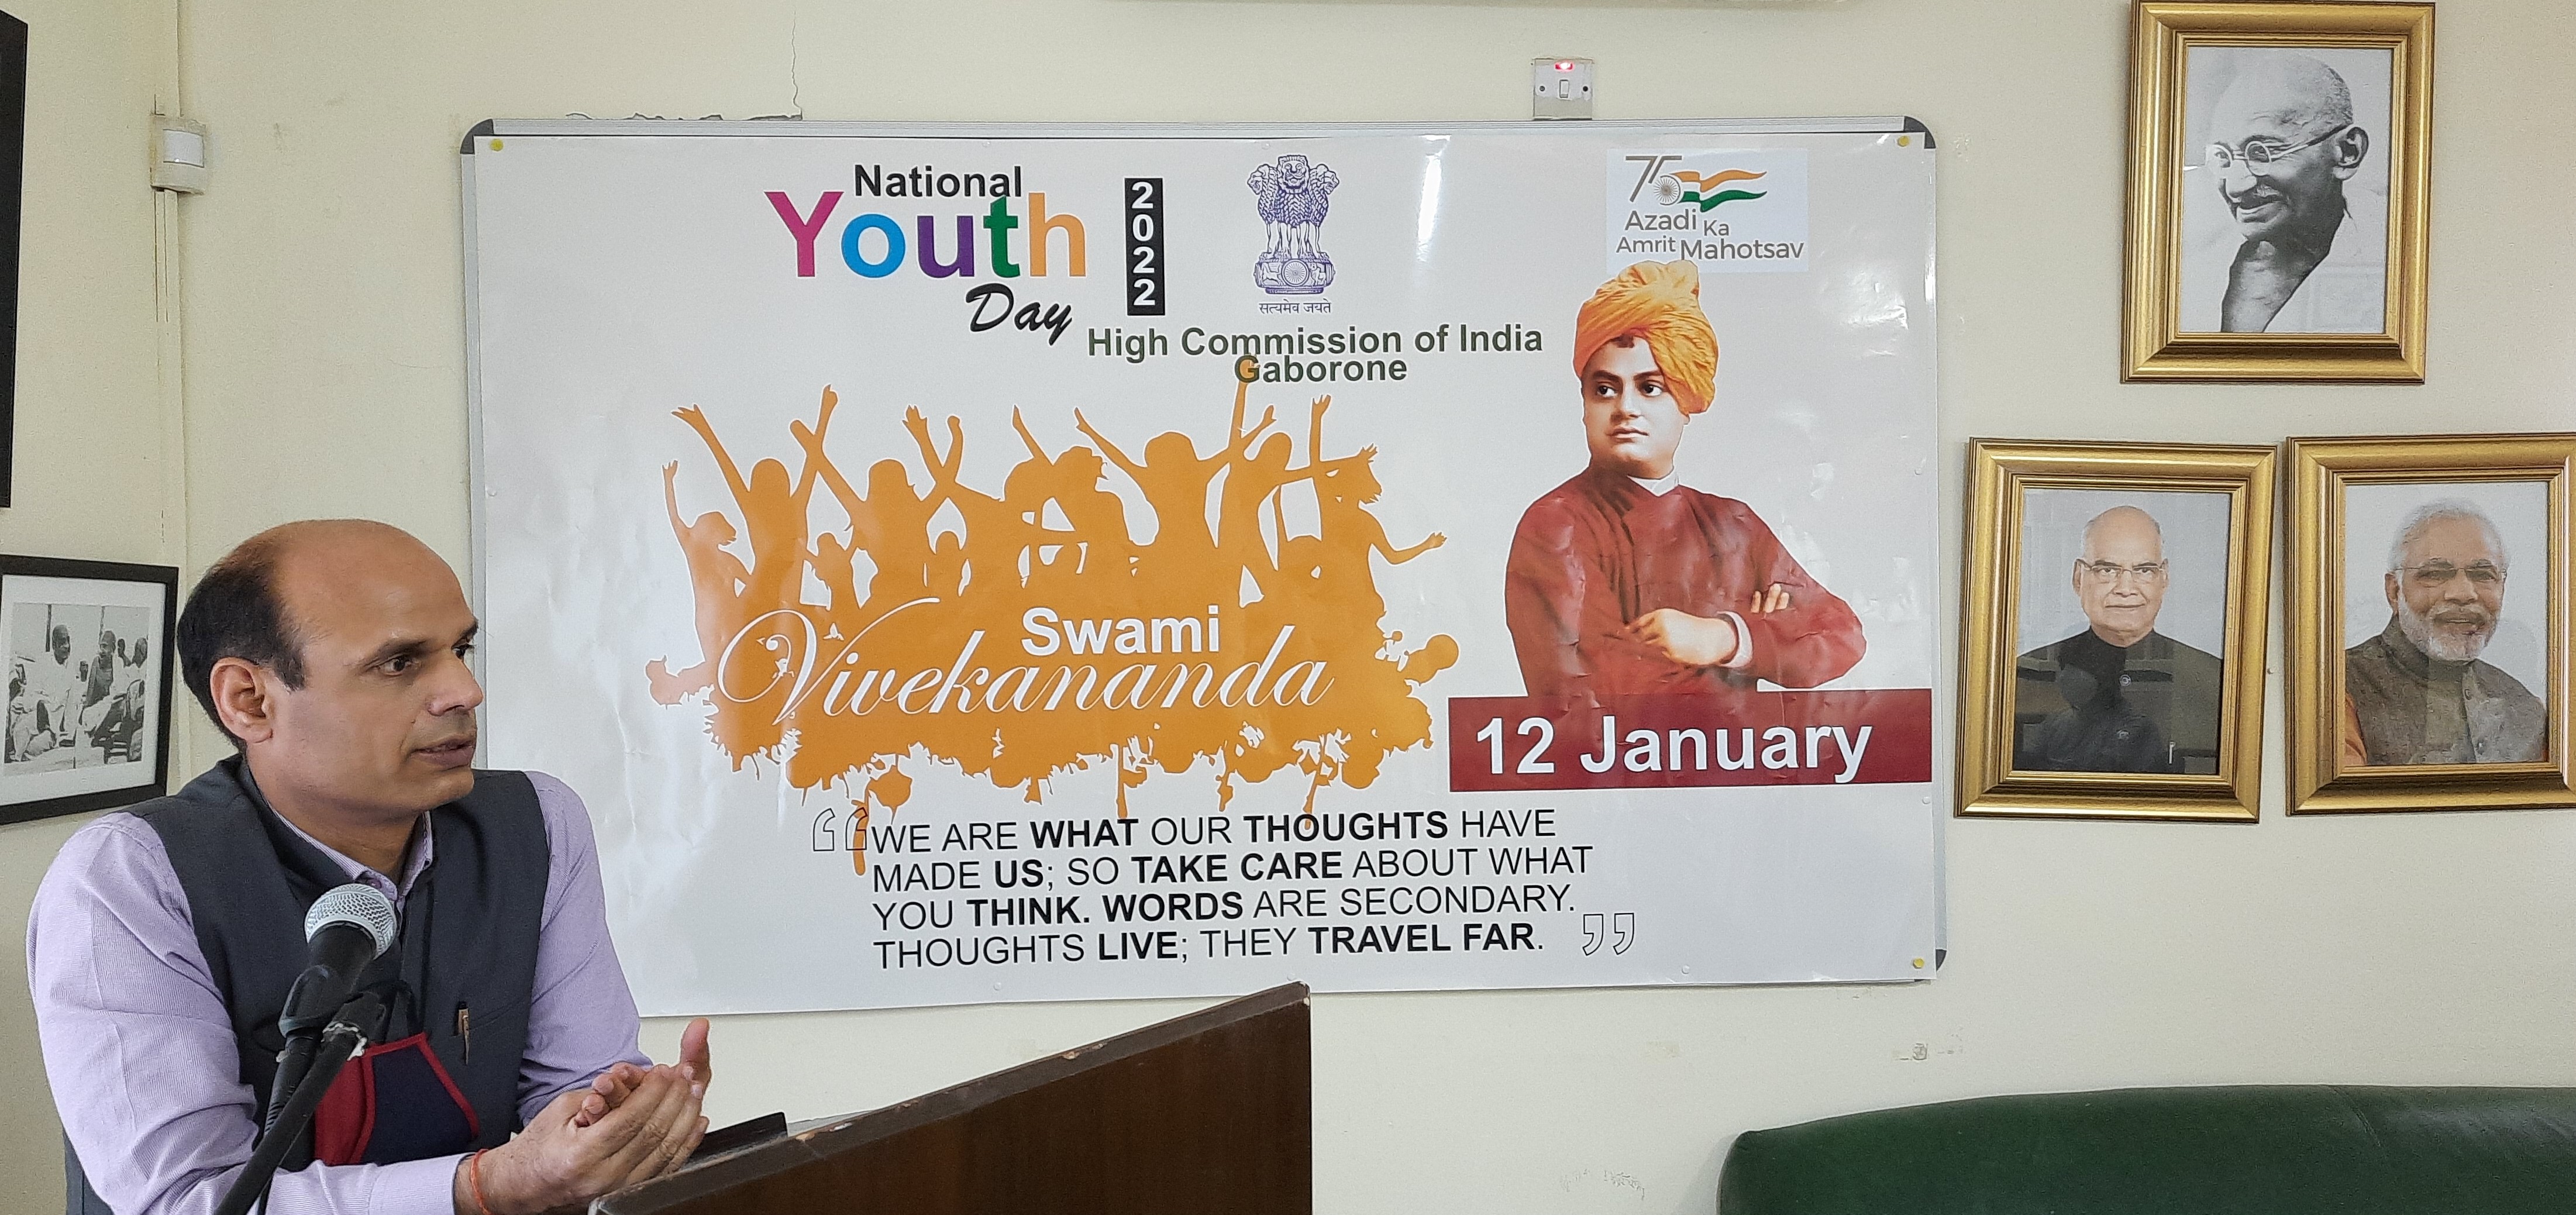 National
Youth
Day
2022
सत्यमेव जयते
High Commission of India
Gaborone
75
Azadi Ka
Amrit Mahotsav
Swami
Vivekananda
12 January
“WE ARE WHAT OUR THOUGHTS HAVE
MADE US; SO TAKE CARE ABOUT WHAT
YOU THINK. WORDS ARE SECONDARY.
THOUGHTS LIVE; THEY TRAVEL FAR.”